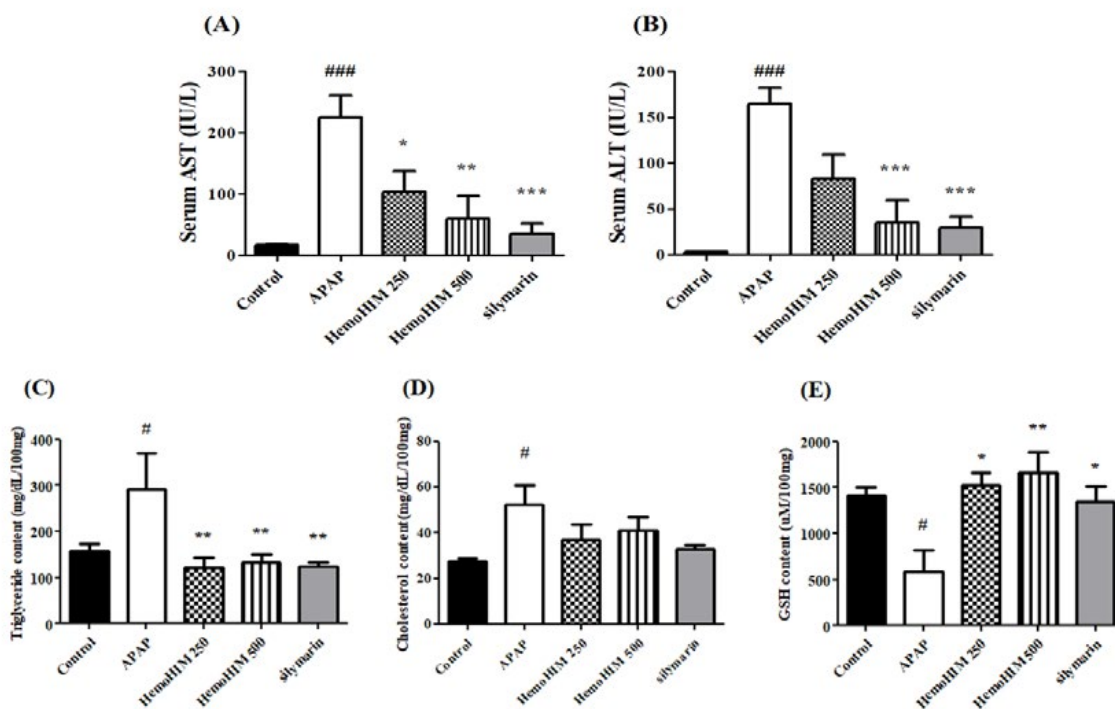 (A)
Serum AST (IU/L)
300
200
100
0
###
*
**
***
Control
APAP
HemoHIM 250
HemoHIM 500
silymarin
(B)
Serum ALT (IU/L)
200
150
100
50
0
###
***
***
Control
APAP
HemoHIM 250
HemoHIM 500
silymarin
(C)
Triglyceride content (mg/dL/100mg)
400
300
200
100
0
#
**
**
**
Control
APAP
HemoHIM 250
HemoHIM 500
silymarin
(D)
Cholesterol content(mg/dL/100mg)
80
60
40
20
0
#
Control
APAP
HemoHIM 250
HemoHIM 500
silymarin
(E)
GSH content (uM/100mg)
2000
1500
1000
500
0
#
*
**
*
Control
APAP
HemoHIM 250
HemoHIM 500
silymarin